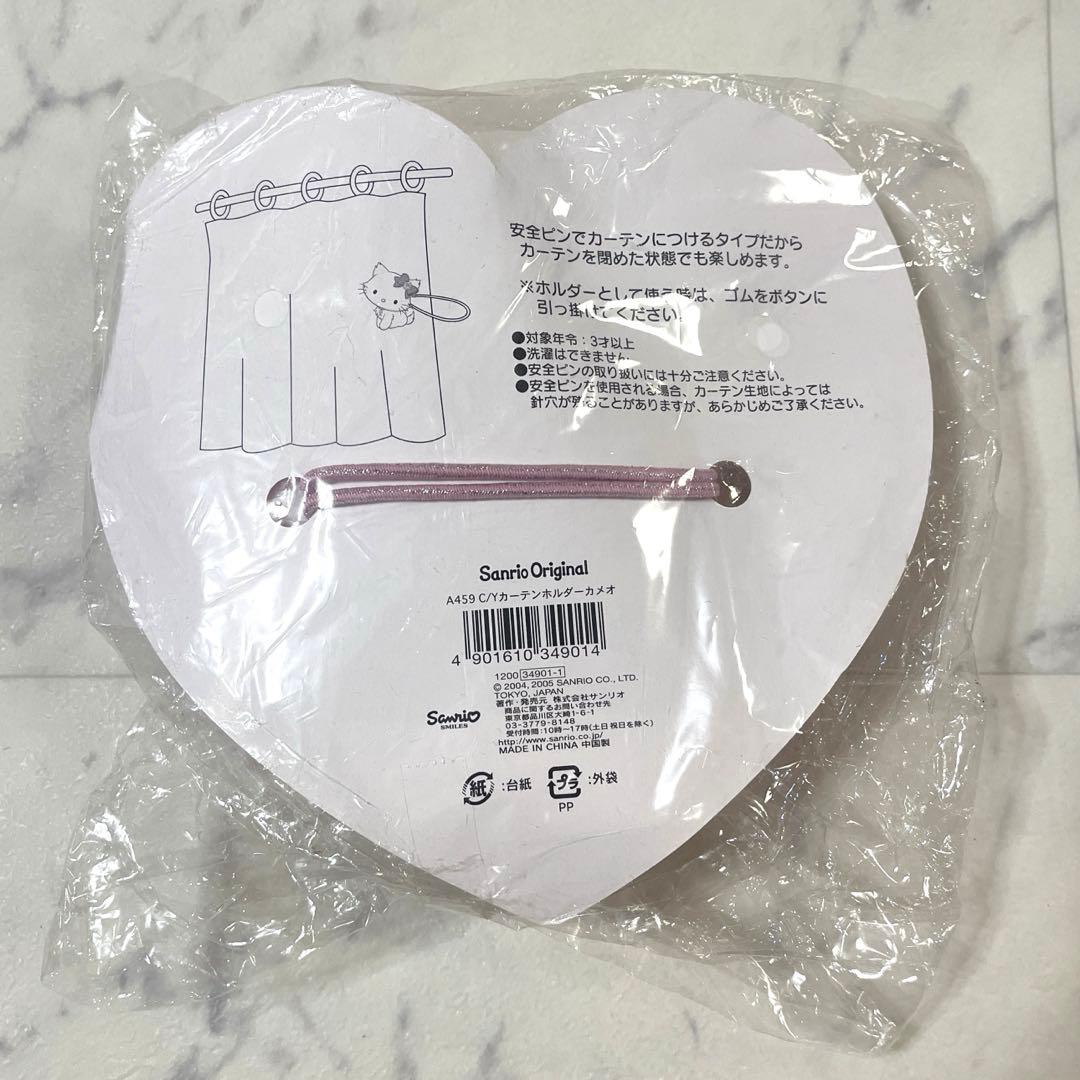 安全ピンでカーテンにつけるタイプだから
カーテンを閉めた状態でも楽しめます。
※ホルダーとして使う時は、ゴムをボタンに
引っ掛けてください。
●対象年令：3才以上
●洗濯はできません。
●安全ピンの取り扱いには十分ご注意ください。
●安全ピンを使用される場合、カーテン生地によっては
針穴が残ることがありますが、あらかじめご了承ください。
Sanrio Original
A459 C/Yカーテンホルダーカメオ
4 901610 349014
1200 34901-1
© 2004, 2005 SANRIO CO., LTD.
TOKYO, JAPAN
著作・発売元 株式会社サンリオ
商品に関するお問い合わせ先
東京都品川区大崎1-6-1
03-3779-8148
受付時間:10時〜17時(土日祝日を除く)
http://www.sanrio.co.jp/
MADE IN CHINA 中国製
Sanrio
SMILES
紙 :台紙
プラ :外袋
PP